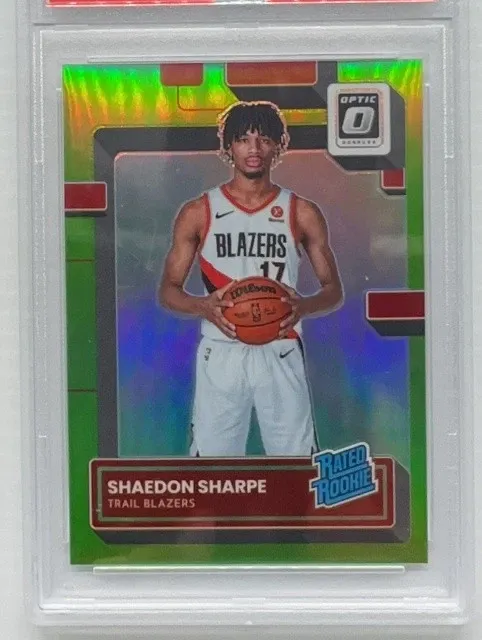 OPTIC
DONRUSS
BLAZERS
17
Wilson
SHAEDON SHARPE
TRAIL BLAZERS
RATED
ROOKIE